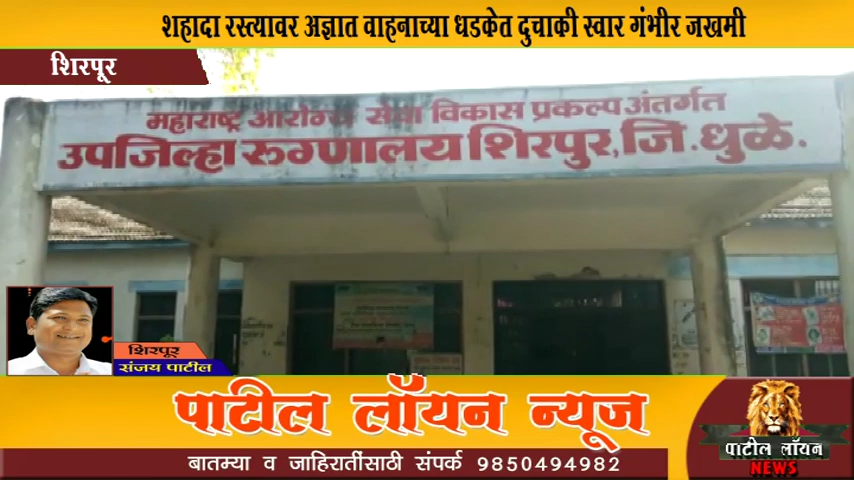 शहादा रस्त्यावर अज्ञात वाहनाच्या धडकेत दुचाकी स्वार गंभीर जखमी
शिरपूर
महाराष्ट्र आरोग्य सेवा विकास प्रकल्प अंतर्गत
उपजिल्हा रुग्णालय शिरपुर, जि. धुळे.
शिरपूर
संजय पाटील
पाटील लॉयन न्यूज
बातम्या व जाहिरातींसाठी संपर्क 9850494982
पाटील लॉयन
NEWS